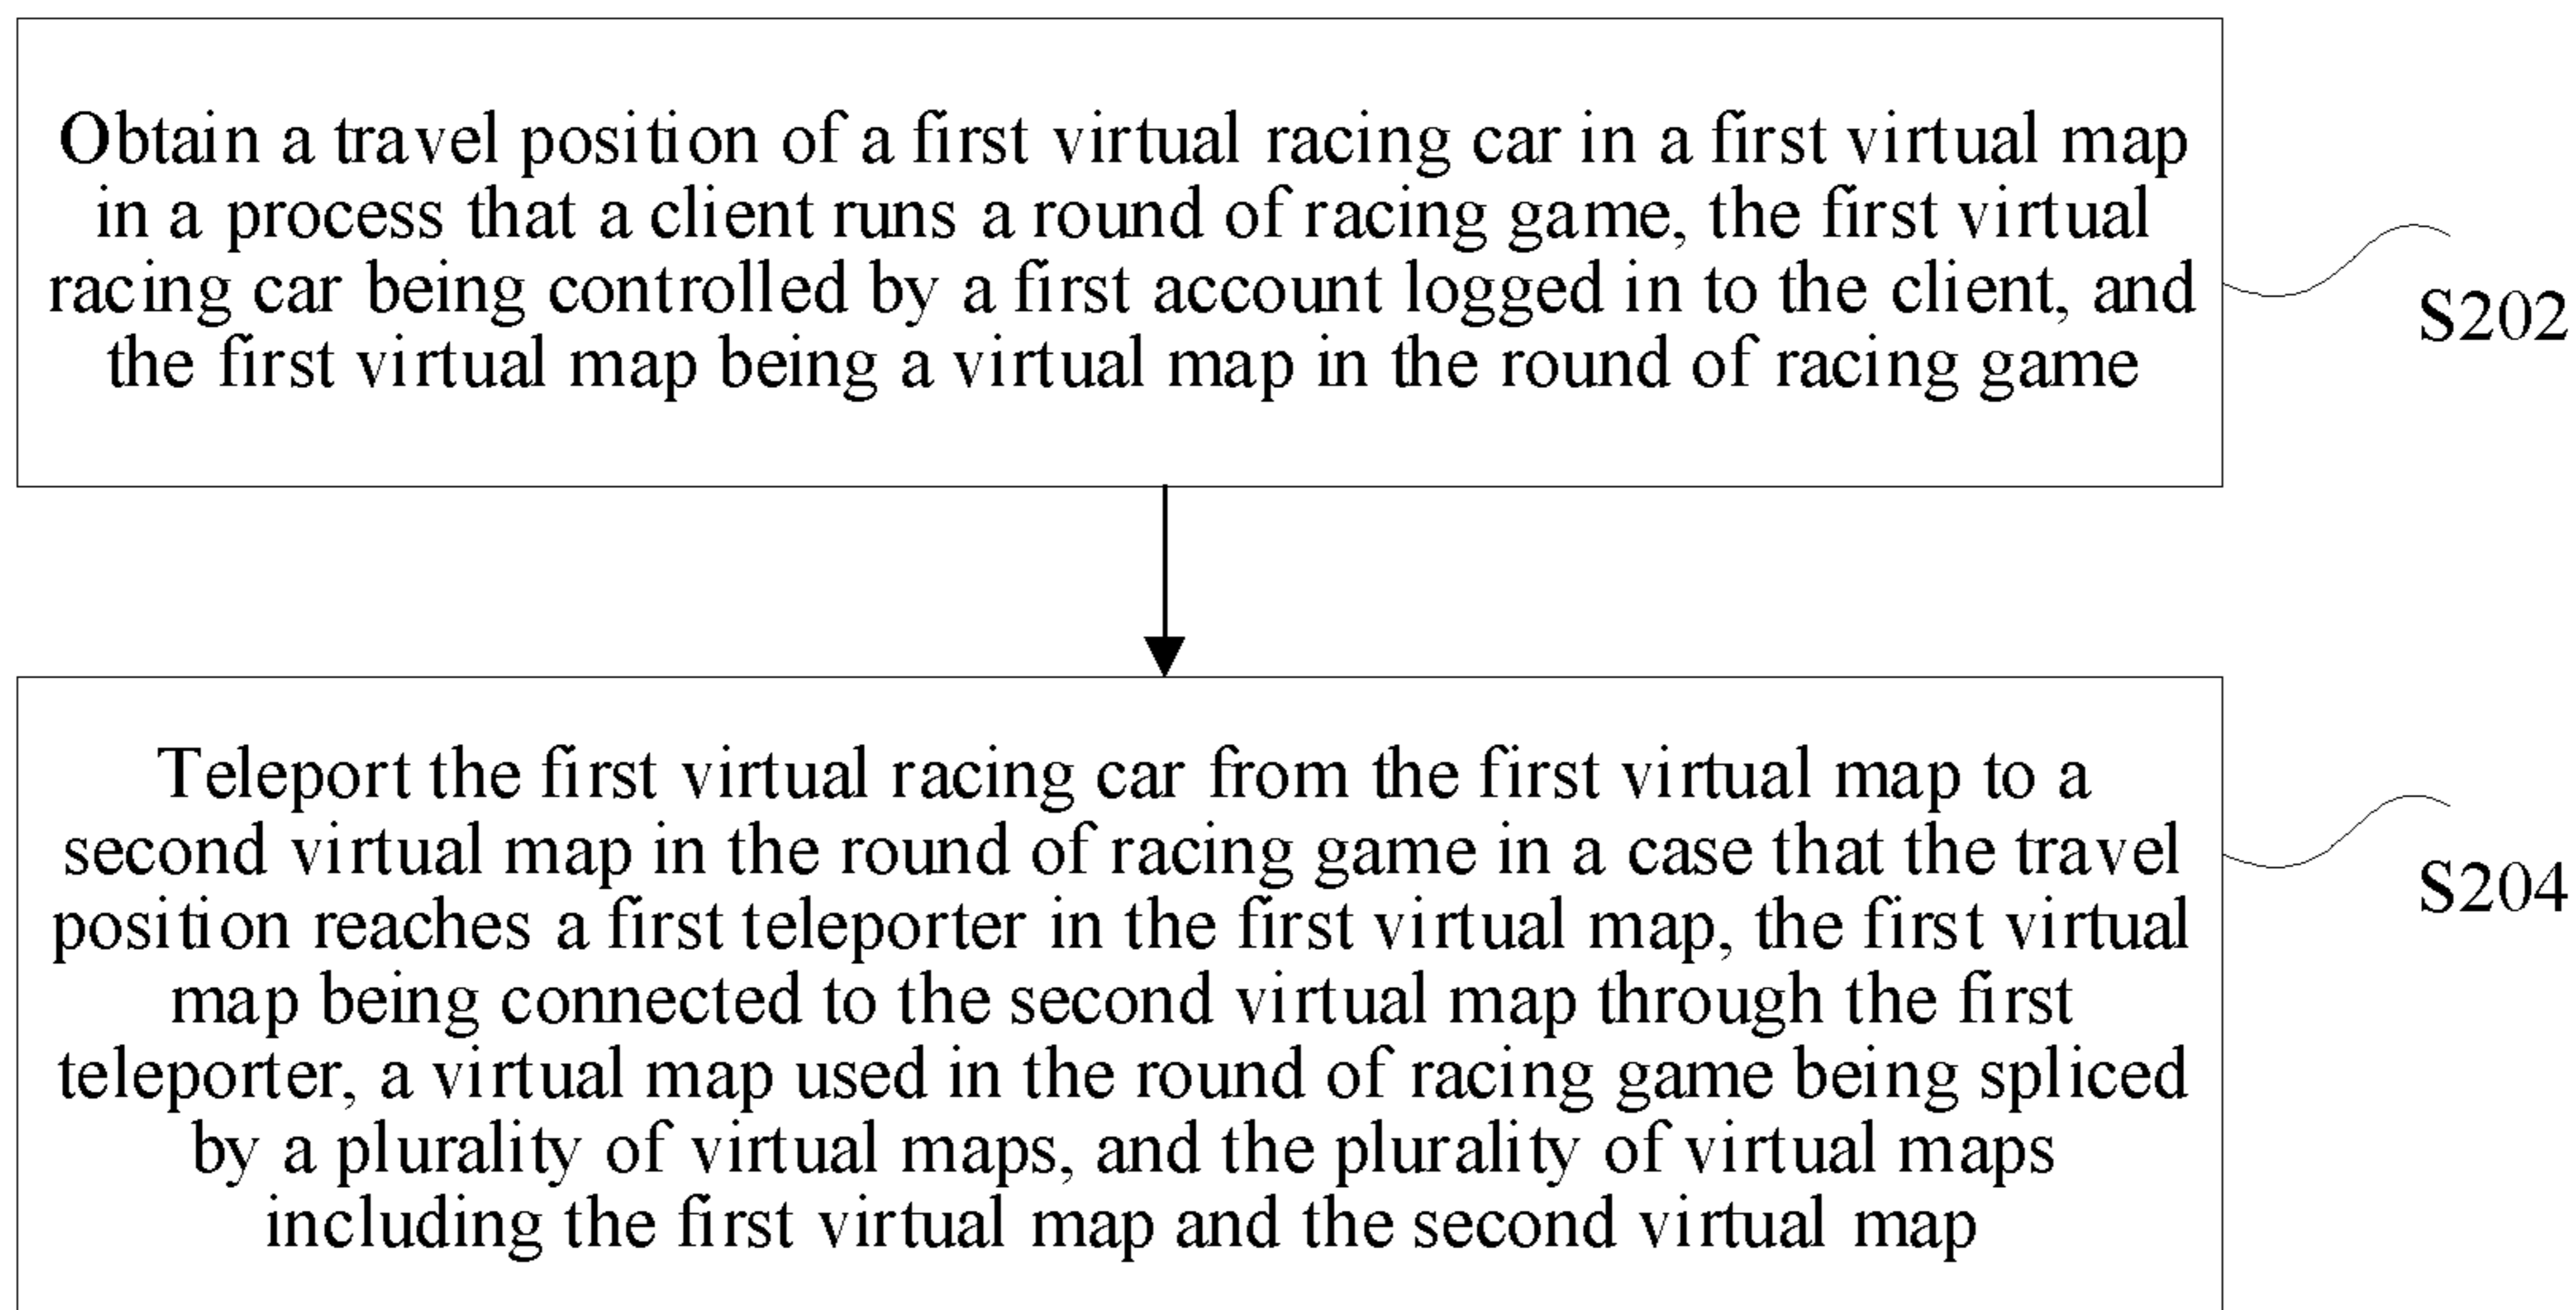 Obtain a travel position of a first virtual racing car in a first virtual map
in a process that a client runs a round of racing game, the first virtual
racing car being controlled by a first account logged in to the client, and
the first virtual map being a virtual map in the round of racing game
S202
Teleport the first virtual racing car from the first virtual map to a
second virtual map in the round of racing game in a case that the travel
position reaches a first teleporter in the first virtual map, the first virtual
map being connected to the second virtual map through the first
teleporter, a virtual map used in the round of racing game being spliced
by a plurality of virtual maps, and the plurality of virtual maps
including the first virtual map and the second virtual map
S204